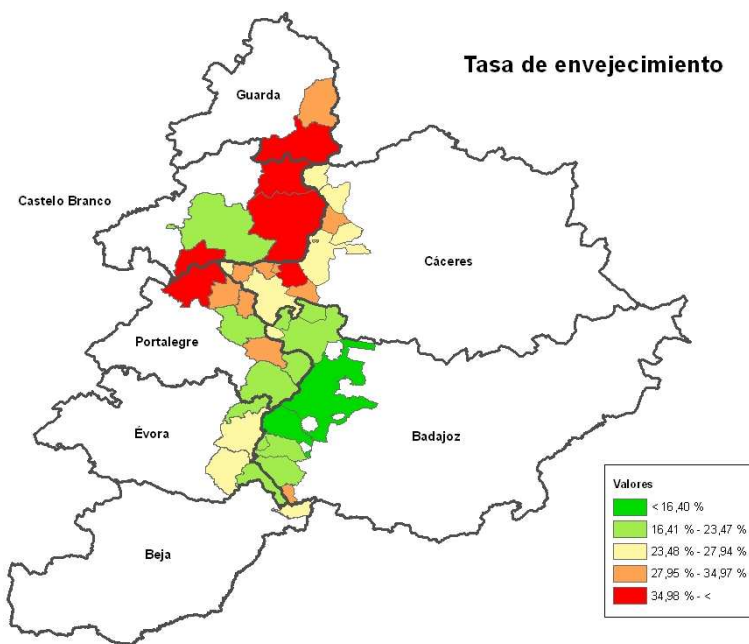 Tasa de envejecimiento
Guarda
Castelo Branco
Cáceres
Portalegre
Évora
Badajoz
Beja
Valores
< 16,40 %
16,41 % - 23,47 %
23,48 % - 27,94 %
27,95 % - 34,97 %
34,98 % - <